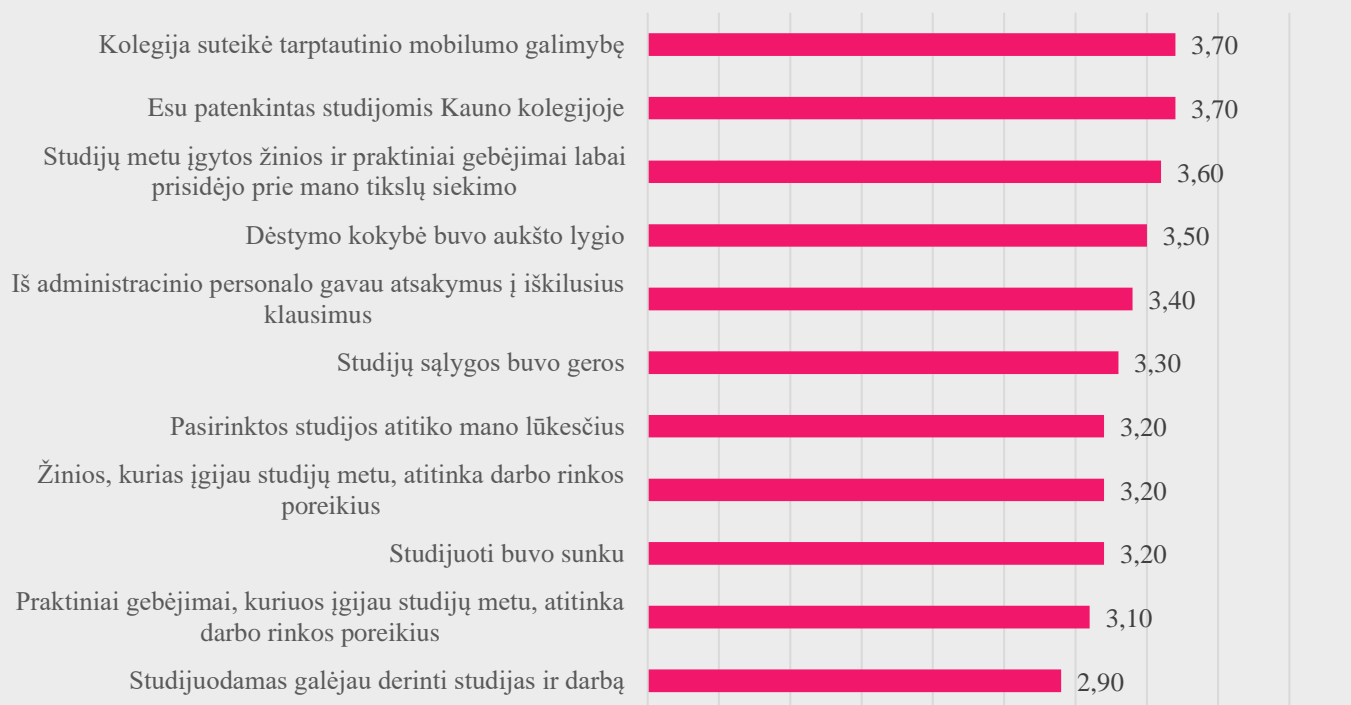 Kolegija suteikė tarptautinio mobilumo galimybę
3,70
Esu patenkintas studijomis Kauno kolegijoje
3,70
Studijų metu įgytos žinios ir praktiniai gebėjimai labai
prisidėjo prie mano tikslų siekimo
3,60
Dėstymo kokybė buvo aukšto lygio
3,50
Iš administracinio personalo gavau atsakymus į iškilusius
klausimus
3,40
Studijų sąlygos buvo geros
3,30
Pasirinktos studijos atitiko mano lūkesčius
3,20
Žinios, kurias įgijau studijų metu, atitinka darbo rinkos
poreikius
3,20
Studijuoti buvo sunku
3,20
Praktiniai gebėjimai, kuriuos įgijau studijų metu, atitinka
darbo rinkos poreikius
3,10
Studijuodamas galėjau derinti studijas ir darbą
2,90